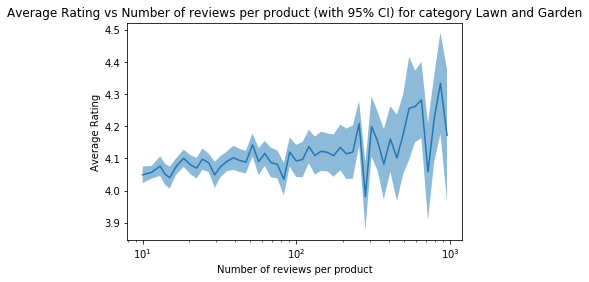 Average Rating vs Number of reviews per product (with 95% CI) for category Lawn and Garden
4.5
4.4
4.3
4.2
4.1
4.0
3.9
Average Rating
10¹ 10² 10³
Number of reviews per product